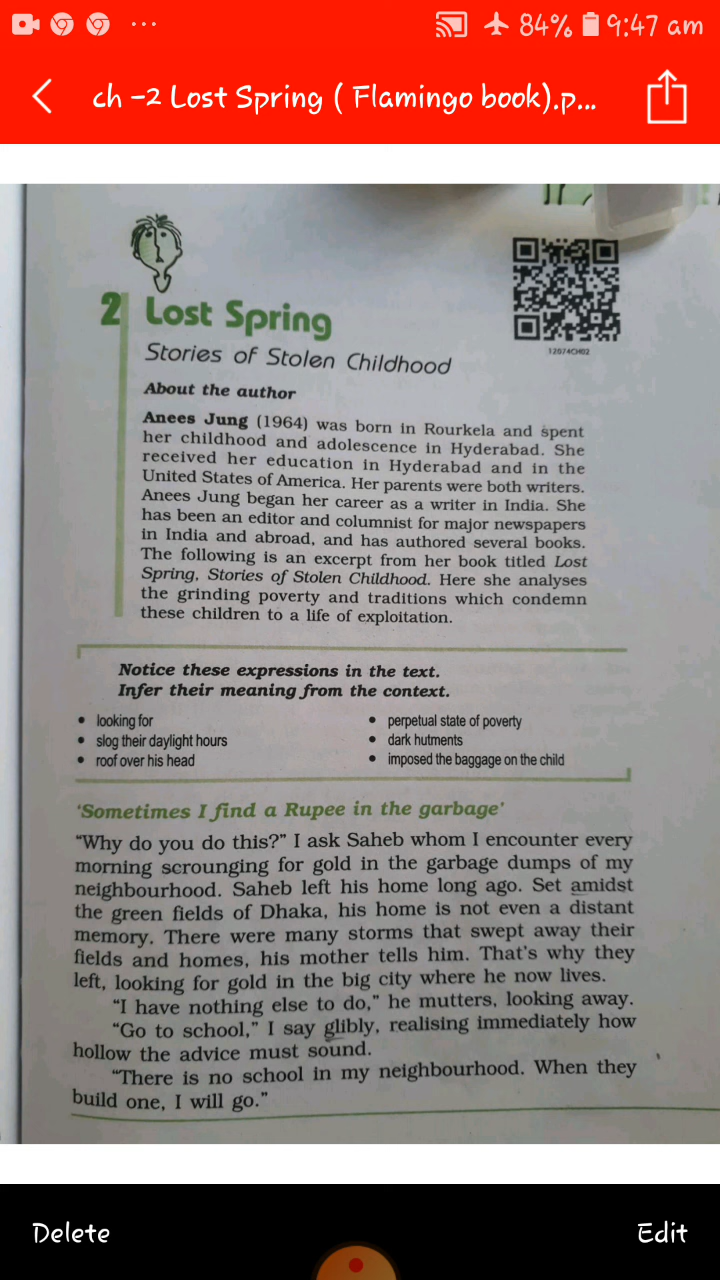 84% 9:47 am
ch -2 Lost Spring ( Flamingo book).p...
12074CH02
2 Lost Spring
Stories of Stolen Childhood
About the author
Anees Jung (1964) was born in Rourkela and spent
her childhood and adolescence in Hyderabad. She
received her education in Hyderabad and in the
United States of America. Her parents were both writers.
Anees Jung began her career as a writer in India. She
has been an editor and columnist for major newspapers
in India and abroad, and has authored several books.
The following is an excerpt from her book titled Lost
Spring, Stories of Stolen Childhood. Here she analyses
the grinding poverty and traditions which condemn
these children to a life of exploitation.
Notice these expressions in the text.
Infer their meaning from the context.
• looking for
• slog their daylight hours
• roof over his head
• perpetual state of poverty
• dark hutments
• imposed the baggage on the child
'Sometimes I find a Rupee in the garbage'
"Why do you do this?" I ask Saheb whom I encounter every
morning scrounging for gold in the garbage dumps of my
neighbourhood. Saheb left his home long ago. Set amidst
the green fields of Dhaka, his home is not even a distant
memory. There were many storms that swept away their
fields and homes, his mother tells him. That's why they
left, looking for gold in the big city where he now lives.
"I have nothing else to do," he mutters, looking away.
"Go to school," I say glibly, realising immediately how
hollow the advice must sound.
"There is no school in my neighbourhood. When they
build one, I will go."
Delete
Edit